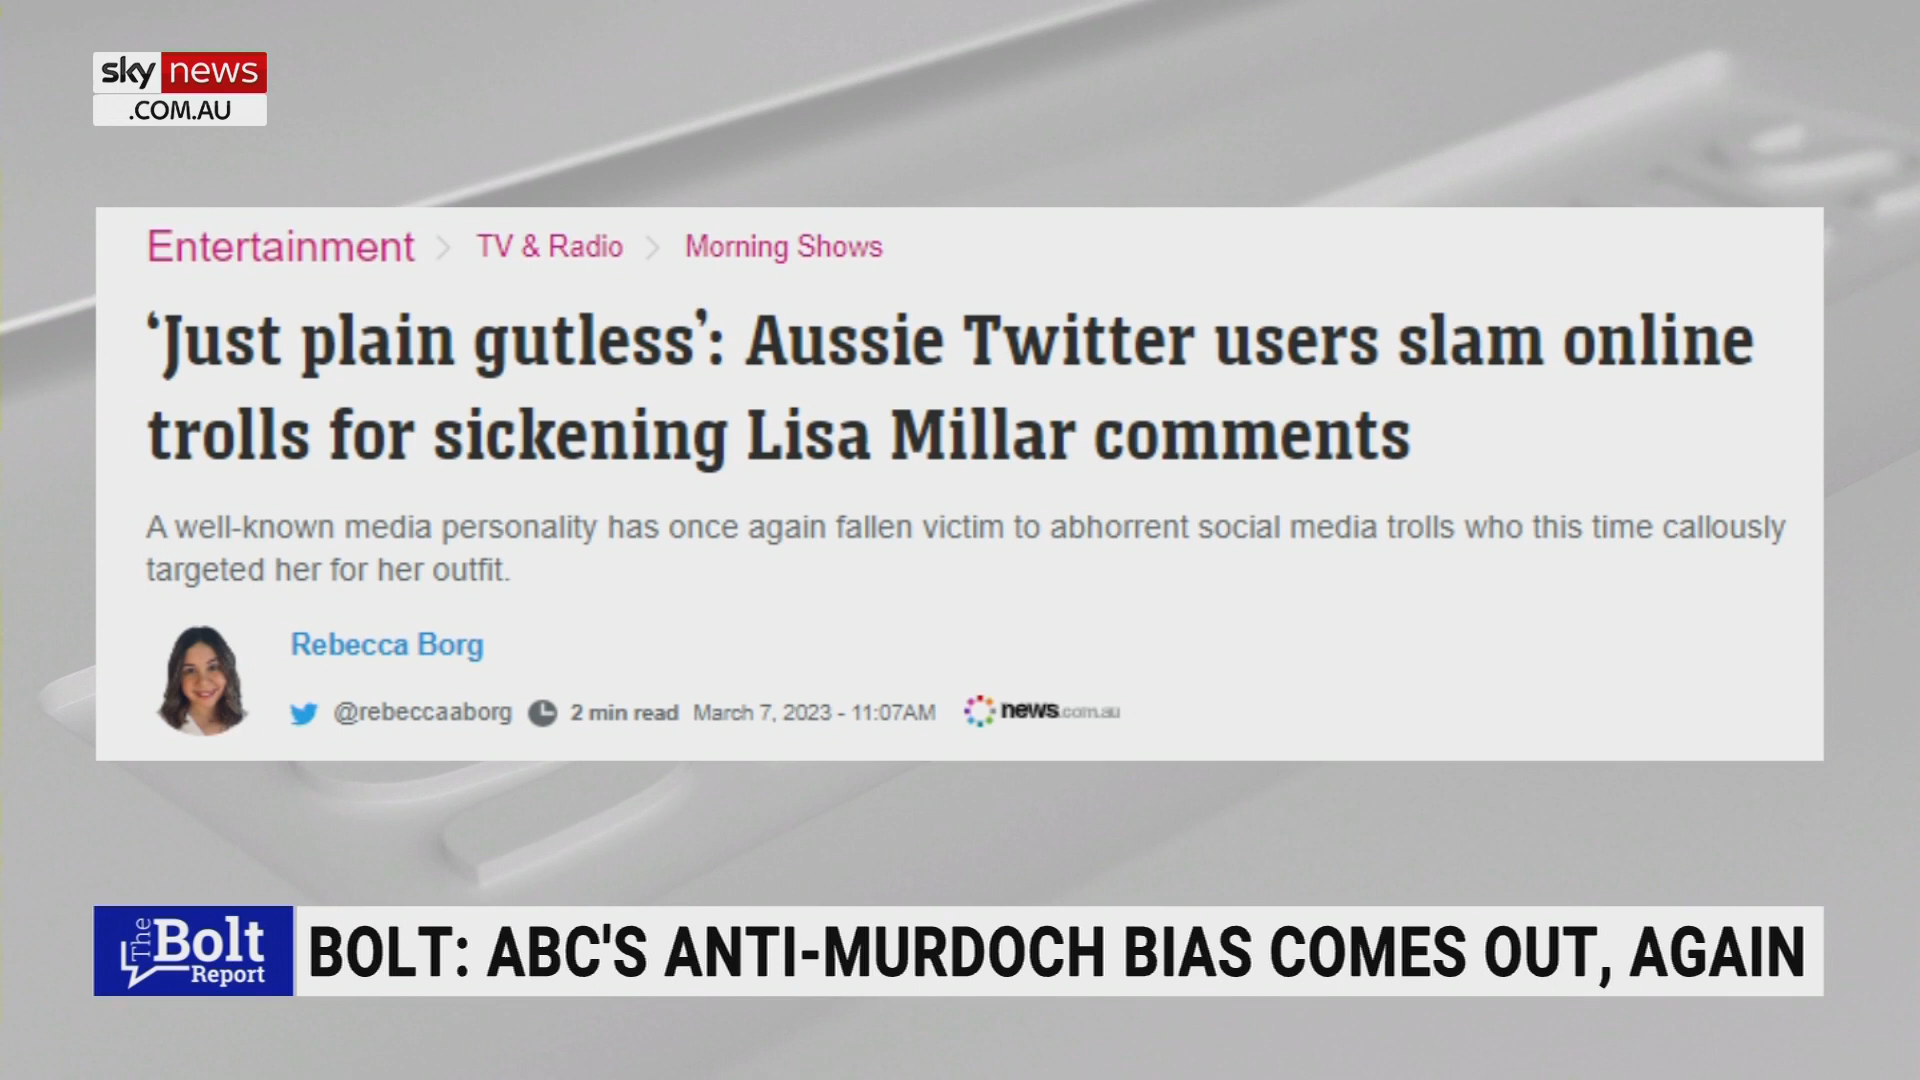 sky news
.COM.AU
Entertainment > TV & Radio > Morning Shows
‘Just plain gutless’: Aussie Twitter users slam online
trolls for sickening Lisa Millar comments
A well-known media personality has once again fallen victim to abhorrent social media trolls who this time callously
targeted her for her outfit.
Rebecca Borg
@rebeccaaborg 2 min read March 7, 2023 - 11:07AM news.com.au
The Bolt Report
BOLT: ABC'S ANTI-MURDOCH BIAS COMES OUT, AGAIN